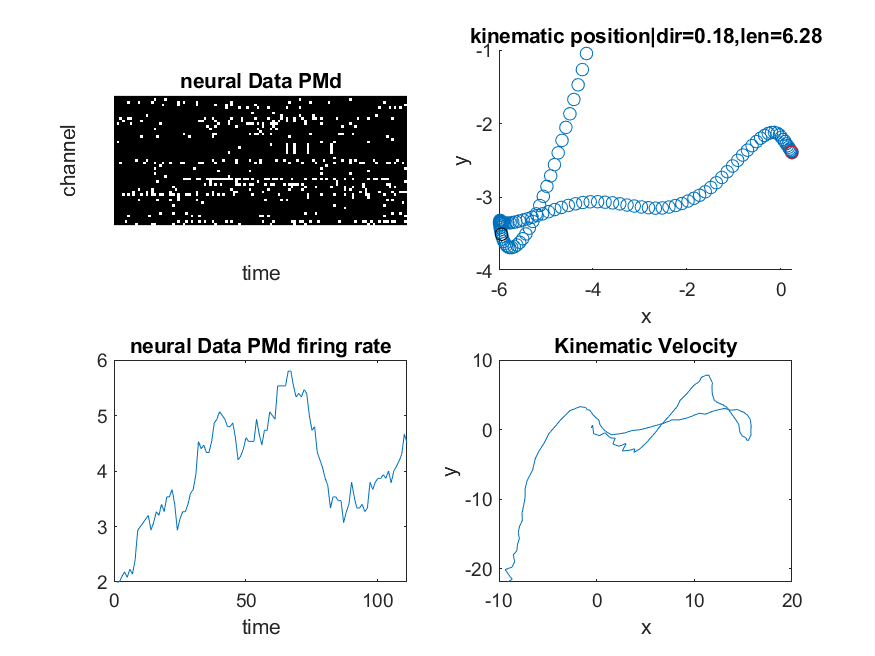 neural Data PMd
channel
time
kinematic position|dir=0.18,len=6.28
-1
-2
-3
-4
y
-6
-4
-2
0
x
neural Data PMd firing rate
6
5
4
3
2
0
50
100
time
Kinematic Velocity
10
0
-10
-20
y
-10
0
10
20
x